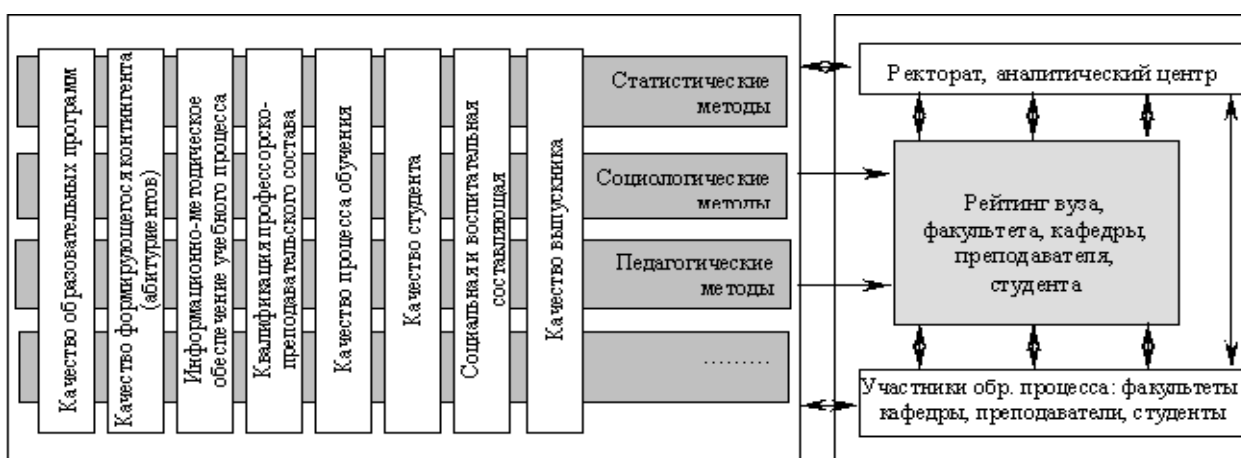 Качество образовательных программ
Качество формирующегося контингента
(абитуриентов)
Информационно-методическое
обеспечение учебного процесса
Квалификация профессорско-
преподавательского состава
Качество процесса обучения
Качество студента
Социальная и воспитательная
составляющая
Качество выпускника
Статистические
методы
Социологические
методы
Педагогические
методы
.........
Ректорат, аналитический центр
Рейтинг вуза,
факультета, кафедры,
преподавателя,
студента
Участники обр. процесса: факультеты
кафедры, преподаватели, студенты